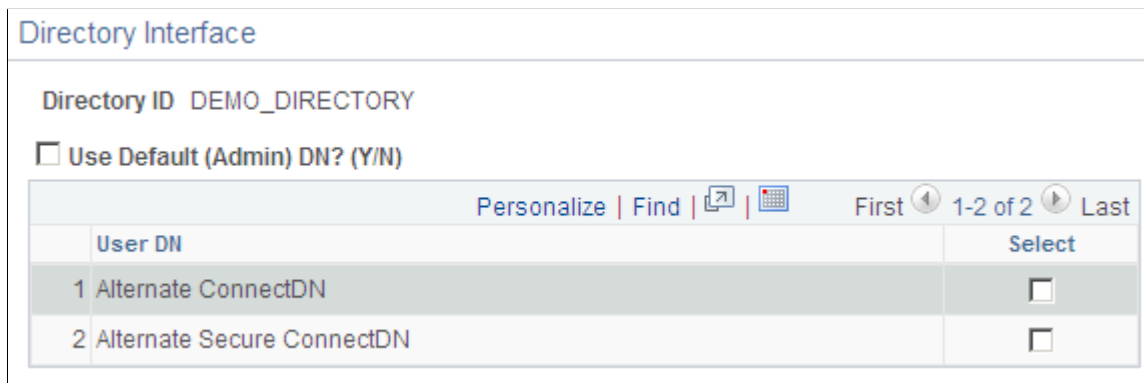 Directory Interface
Directory ID DEMO_DIRECTORY
Use Default (Admin) DN? (Y/N)
Personalize | Find | | First 1-2 of 2 Last
User DN Select
1 Alternate ConnectDN
2 Alternate Secure ConnectDN